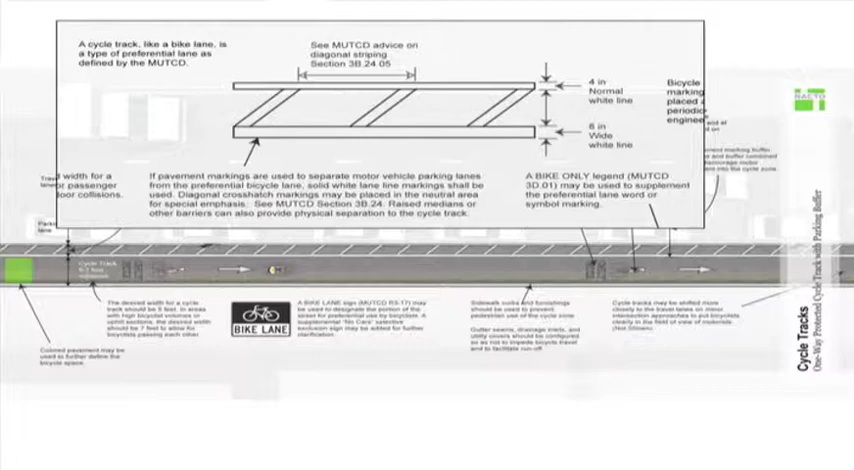 A cycle track, like a bike lane, is
a type of preferential lane as
defined by the MUTCD.
See MUTCD advice on
diagonal striping
Section 3B.24 05
4 in
Normal
white line
6 in
Wide
white line
Bicycle
marking
placed
periodic
enginee
If pavement markings are used to separate motor vehicle parking lanes
from the preferential bicycle lane, solid white lane line markings shall be
used. Diagonal crosshatch markings may be placed in the neutral area
for special emphasis. See MUTCD Section 3B.24. Raised medians or
other barriers can also provide physical separation to the cycle track.
A BIKE ONLY legend (MUTCD
3D.01) may be used to supplement
the preferential lane word or
symbol marking.
width for a
passenger
door collisions.
NACTO
Cycle Track
The desired width for a cycle
track should be 5 feet. In areas
with high bicyclist volumes or
uphill sections, the desired width
should be 7 feet to allow for
bicyclists passing each other.
Colored pavement may be
used to further define the
bicycle space.
BIKE LANE
A BIKE LANE sign (MUTCD R3-17) may
be used to designate the portion of the
street for preferential use by bicyclists. A
supplemental "No Cars" selective
exclusion sign may be added for further
clarification.
Sidewalk curbs and furnishings
should be used to prevent
pedestrian use of the cycle zone.
Gutter seams, drainage inlets, and
utility covers should be configured
so as not to impede bicycle travel
and to facilitate run-off
Cycle tracks may be shifted more
closely to the travel lanes on minor
intersection approaches to put bicyclists
clearly in the field of view of motorists
(Not Shown)
Cycle Tracks
One-Way Protected Cycle Track with Parking Buffer